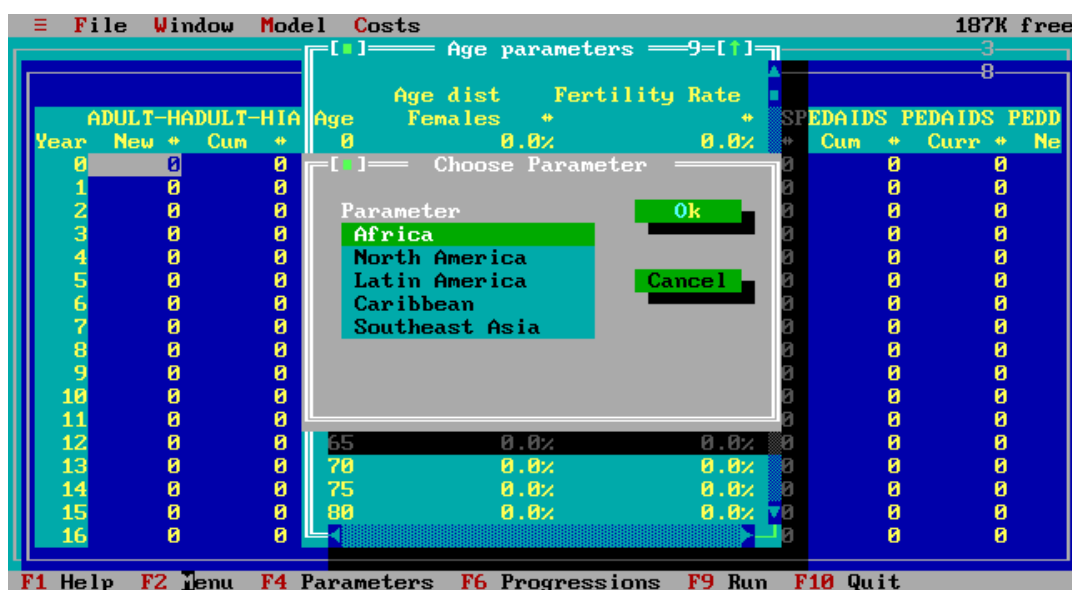 ≡ File Window Model Costs 187K free
[■] Age parameters 9=[↑] 3
8
Age dist Fertility Rate
ADULT-HADULT-HIA Age Females ↔ ↔ SPEDAIDS PEDAIDS PEDD
Year New ↔ Cum ↔ 0 0.0% 0.0% ↔ Cum ↔ Curr ↔ Ne
0 0 0 [■] Choose Parameter 0 0 0
1 0 0 0 0 0
2 0 0 Parameter Ok 0 0 0
3 0 0 Africa 0 0 0
4 0 0 North America 0 0 0
5 0 0 Latin America Cancel 0 0 0
6 0 0 Caribbean 0 0 0
7 0 0 Southeast Asia 0 0 0
8 0 0 0 0 0
9 0 0 0 0 0
10 0 0 0 0 0
11 0 0 0 0 0
12 0 0 65 0.0% 0.0% 0 0 0
13 0 0 70 0.0% 0.0% 0 0 0
14 0 0 75 0.0% 0.0% 0 0 0
15 0 0 80 0.0% 0.0% 0 0 0
16 0 0 0 0 0
F1 Help F2 Menu F4 Parameters F6 Progressions F9 Run F10 Quit